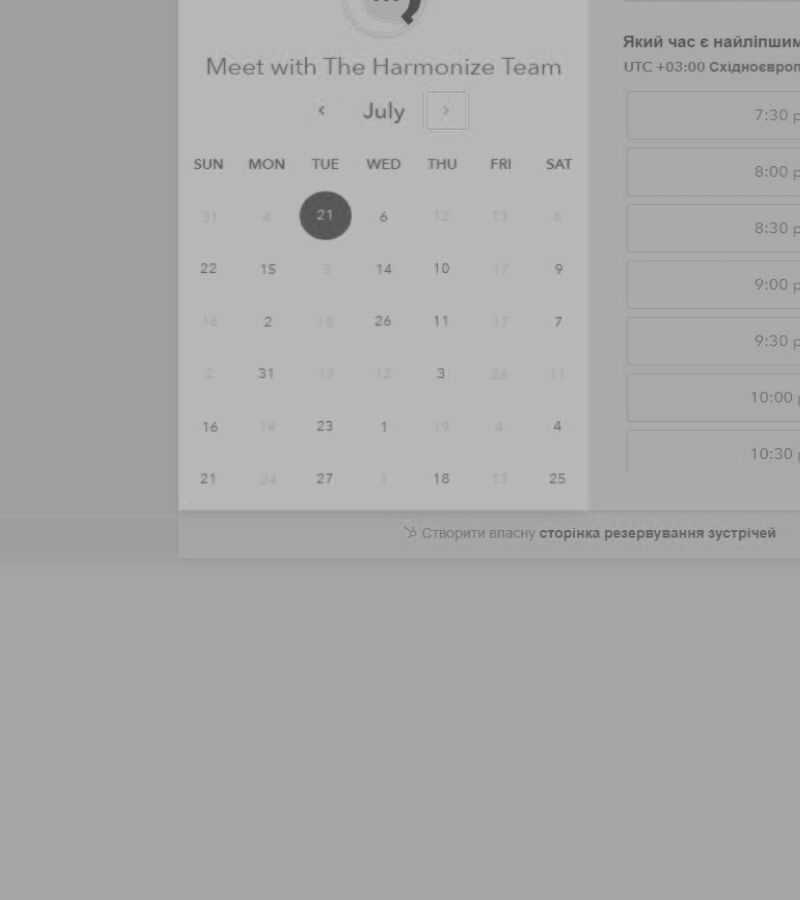 Meet with The Harmonize Team
July
SUN MON TUE WED THU FRI SAT
31 4 21 6 12 13 6
22 15 3 14 10 17 9
16 2 18 26 11 17 7
2 31 17 12 3 26 11
16 14 23 1 19 4 4
21 24 27 1 18 13 25
Який час є найліпшим
UTC +03:00 Східноєвроп
7:30 p
8:00 p
8:30 p
9:00 p
9:30 p
10:00 p
10:30 p
Створити власну сторінка резервування зустрічей